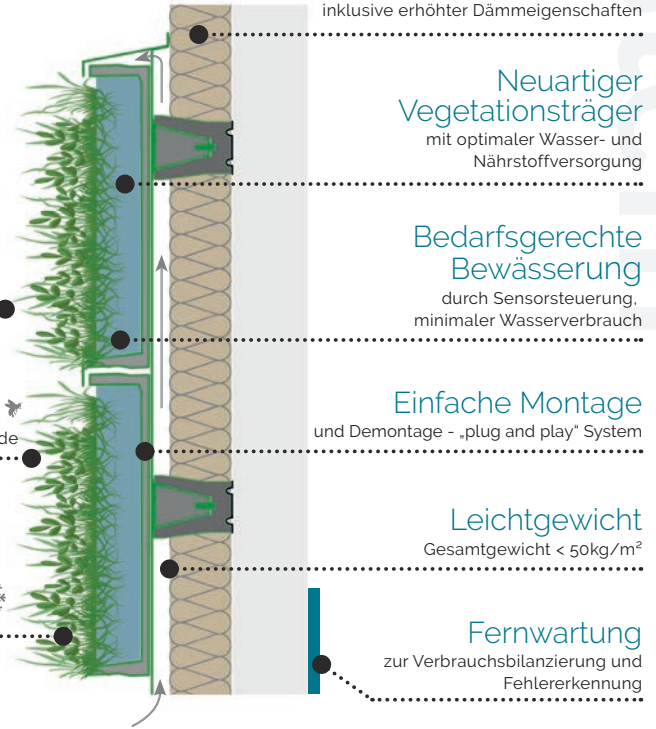 inklusive erhöhter Dämmeigenschaften
Neuartiger
Vegetationsträger
mit optimaler Wasser- und
Nährstoffversorgung
Bedarfsgerechte
Bewässerung
durch Sensorsteuerung,
minimaler Wasserverbrauch
Einfache Montage
und Demontage - „plug and play“ System
de
Leichtgewicht
Gesamtgewicht < 50kg/m²
Fernwartung
zur Verbrauchsbilanzierung und
Fehlererkennung